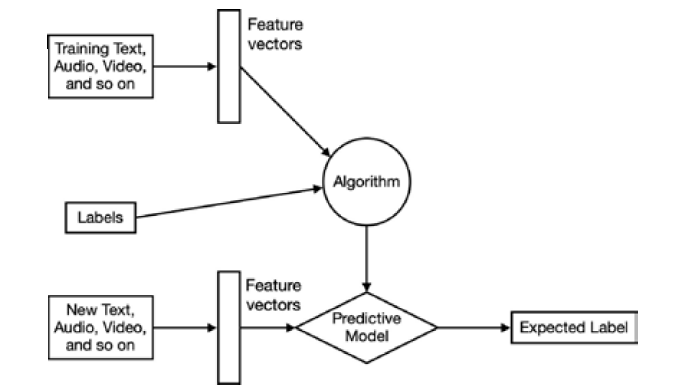 Feature
vectors
Training Text,
Audio, Video,
and so on
Algorithm
Labels
Feature
vectors
New Text,
Audio, Video,
and so on
Predictive
Model
Expected Label